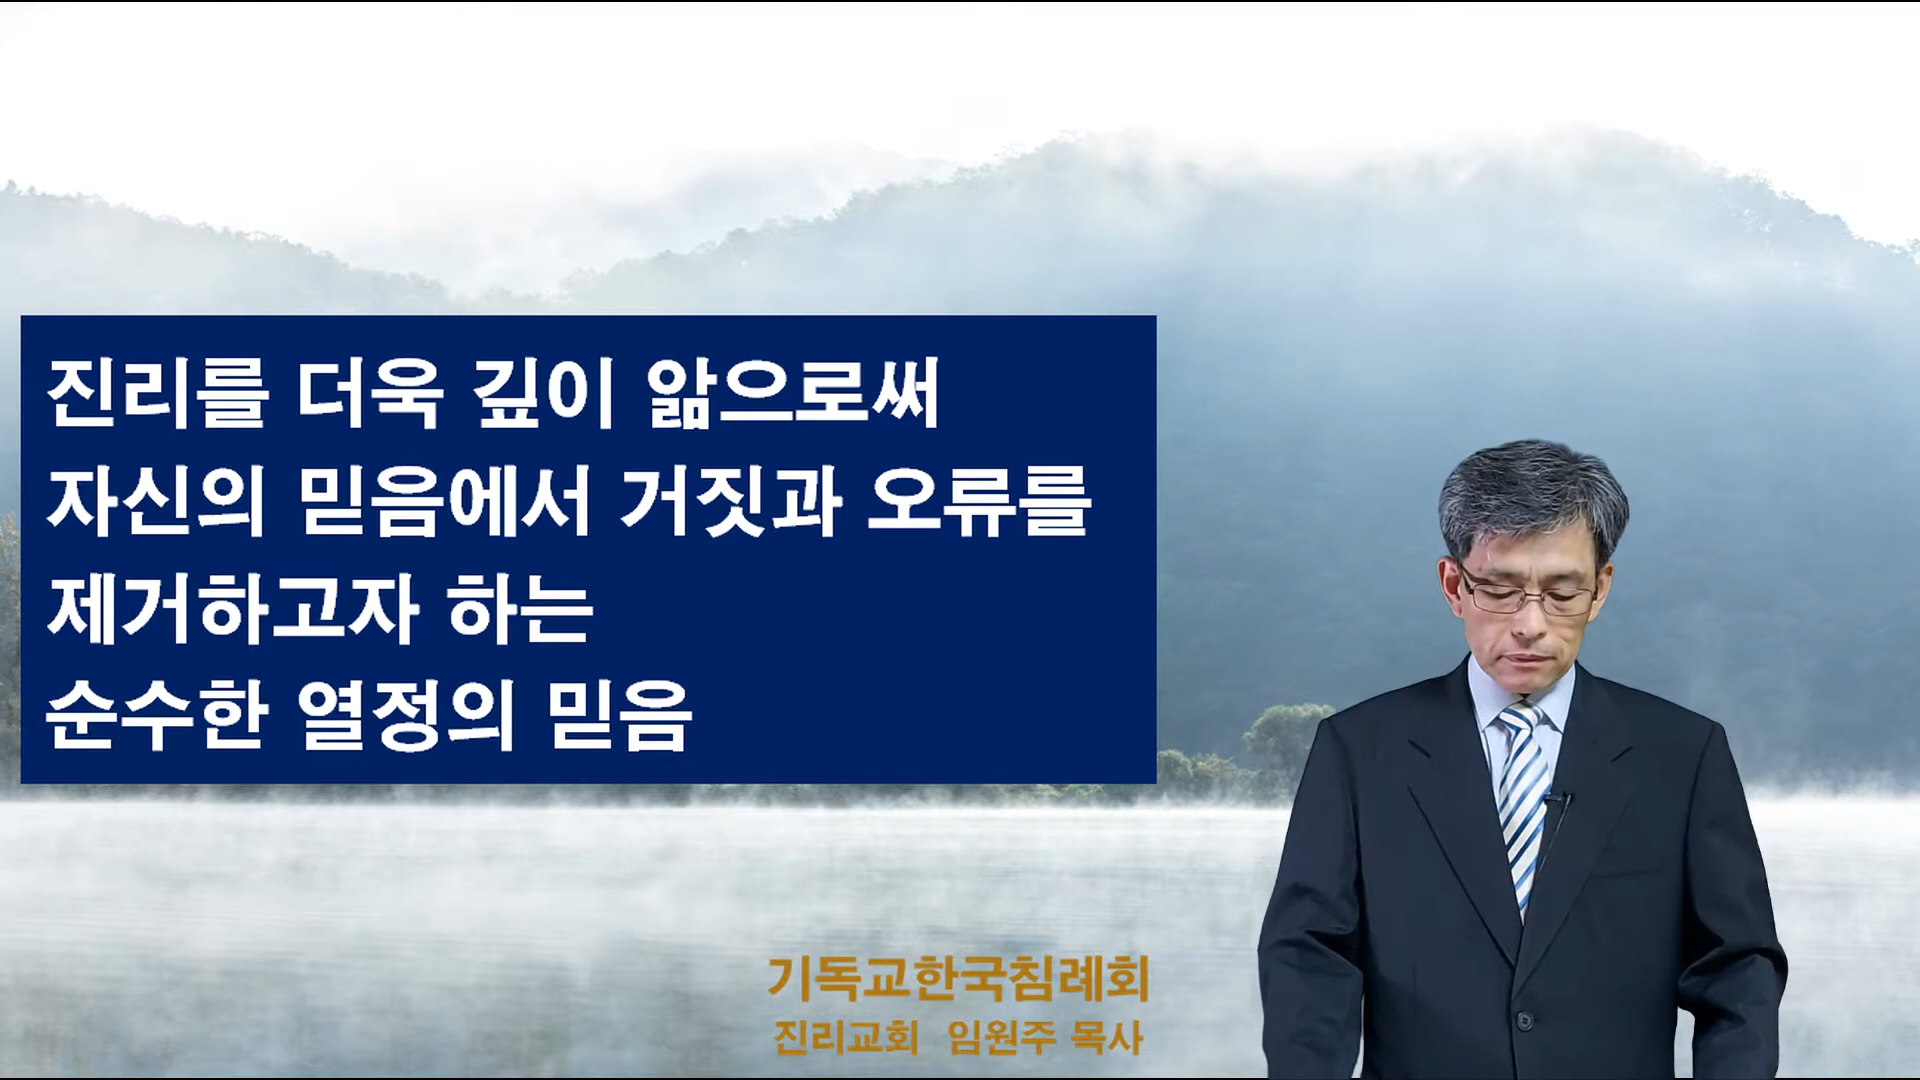 진리를 더욱 깊이 앎으로써
자신의 믿음에서 거짓과 오류를
제거하고자 하는
순수한 열정의 믿음
기독교한국침례회
진리교회 임원주 목사